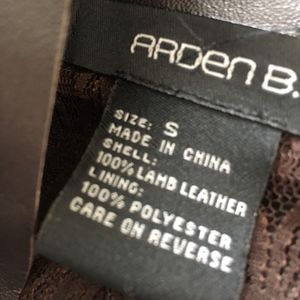 ARDEN B.
SIZE: S
MADE IN CHINA
SHELL:
100% LAMB LEATHER
LINING:
100% POLYESTER
CARE ON REVERSE